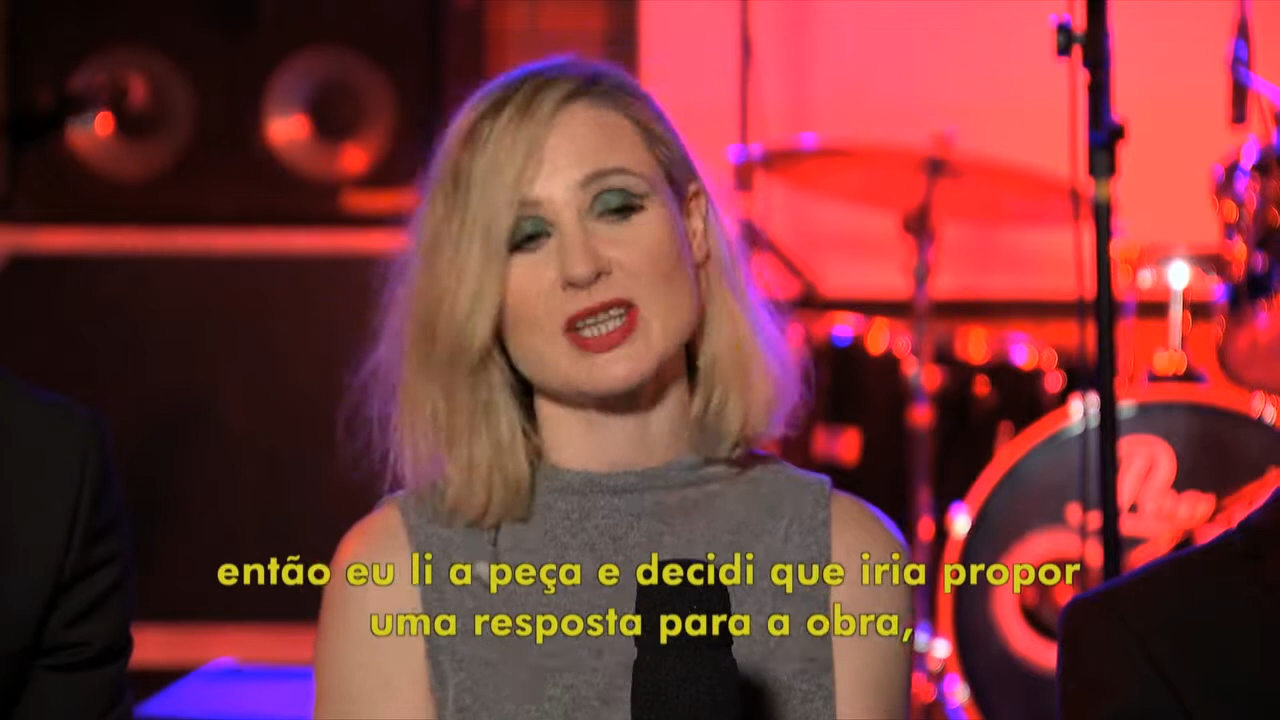 então eu li a peça e decidi que iria propor
uma resposta para a obra,